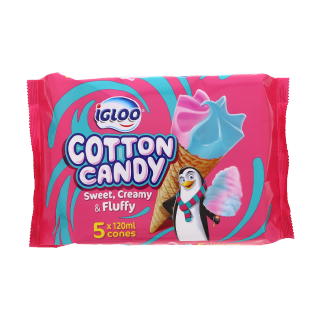 iGLOO
COTTON
CANDY
Sweet, Creamy
& Fluffy
5 x 120ml
cones